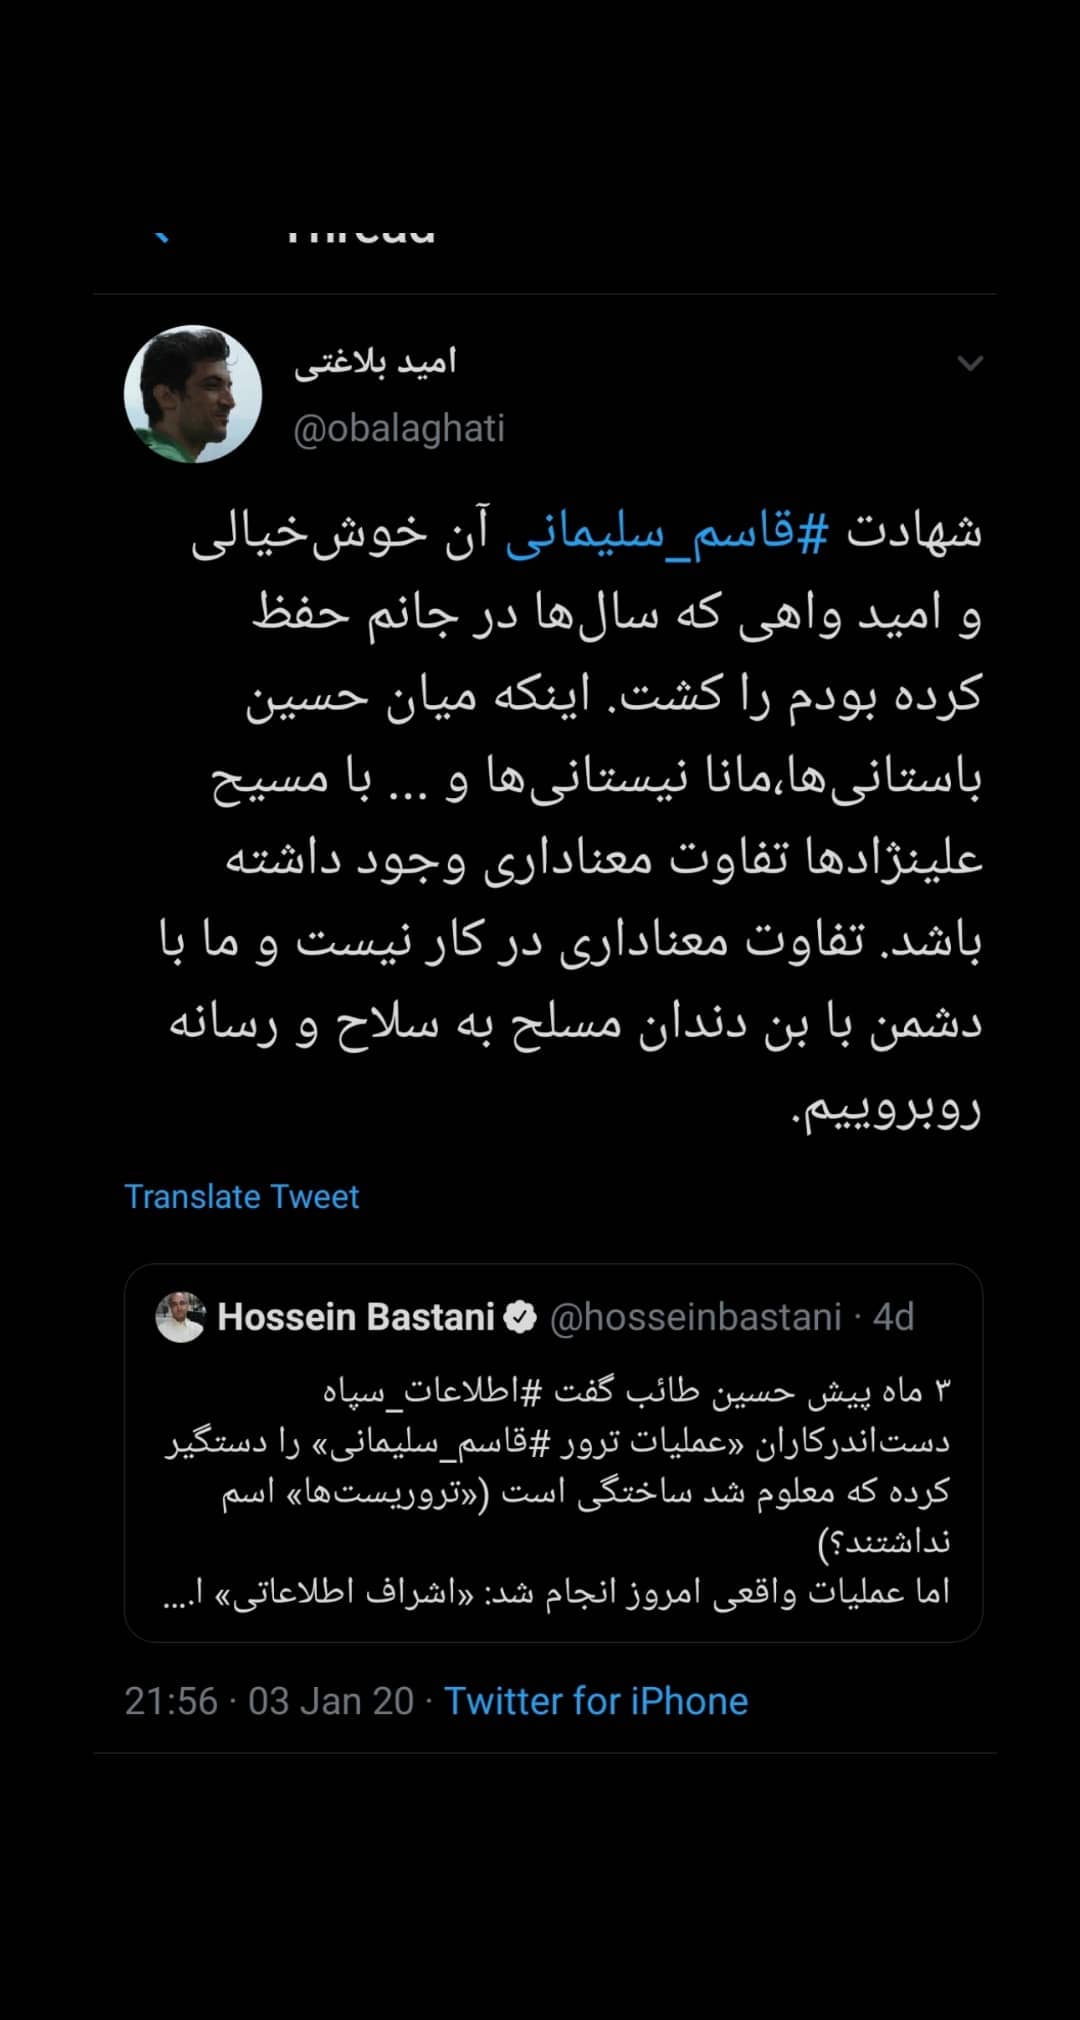 Thread
امید بلاغتی
@obalaghati
شهادت #قاسم_سلیمانی آن خوش‌خیالی
و امید واهی که سال‌ها در جانم حفظ
کرده بودم را کشت. اینکه میان حسین
باستانی‌ها،مانا نیستانی‌ها و ... با مسیح
علینژادها تفاوت معناداری وجود داشته
باشد. تفاوت معناداری در کار نیست و ما با
دشمن با بن دندان مسلح به سلاح و رسانه
روبروییم.
Translate Tweet
Hossein Bastani @hosseinbastani · 4d
۳ ماه پیش حسین طائب گفت #اطلاعات_سپاه
دست‌اندرکاران «عملیات ترور #قاسم_سلیمانی» را دستگیر
کرده که معلوم شد ساختگی است («تروریست‌ها» اسم
نداشتند؟)
اما عملیات واقعی امروز انجام شد: «اشراف اطلاعاتی» ا....
21:56 · 03 Jan 20 · Twitter for iPhone